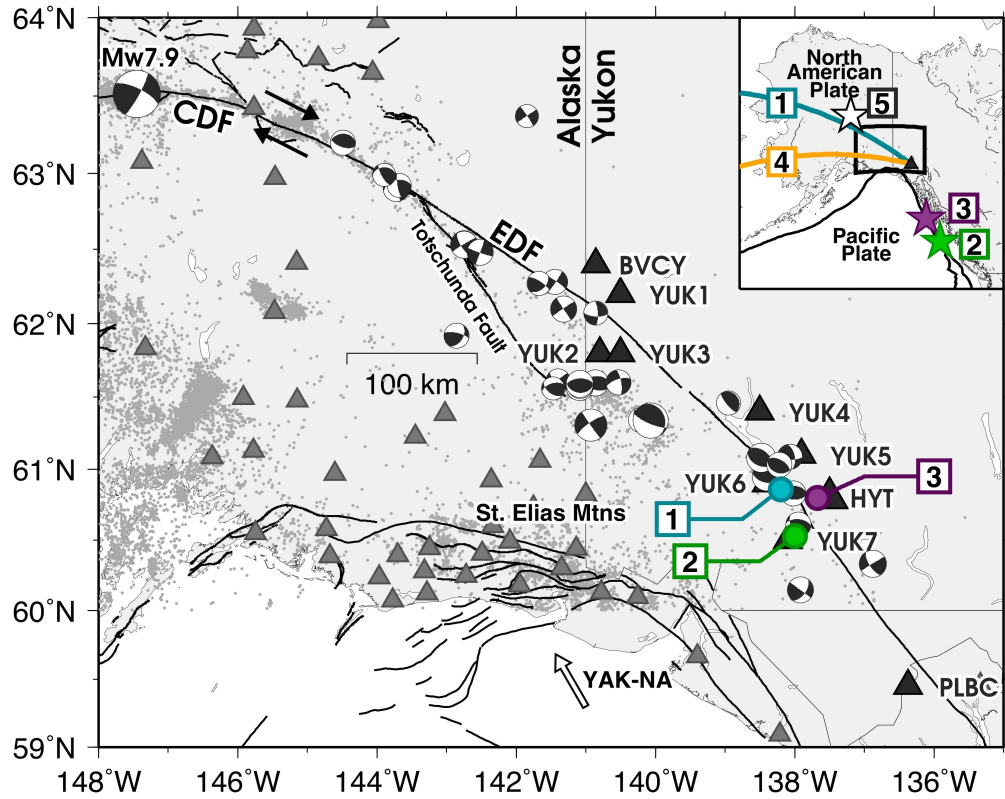 64°N
63°N
62°N
61°N
60°N
59°N
148°W
146°W
144°W
142°W
140°W
138°W
136°W
Mw7.9
CDF
Alaska
Yukon
EDF
Totschunda Fault
BVCY
YUK1
YUK2
YUK3
100 km
YUK4
YUK5
YUK6
3
HYT
1
St. Elias Mtns
2
YUK7
YAK-NA
PLBC
North
American
Plate
1
5
4
3
2
Pacific
Plate